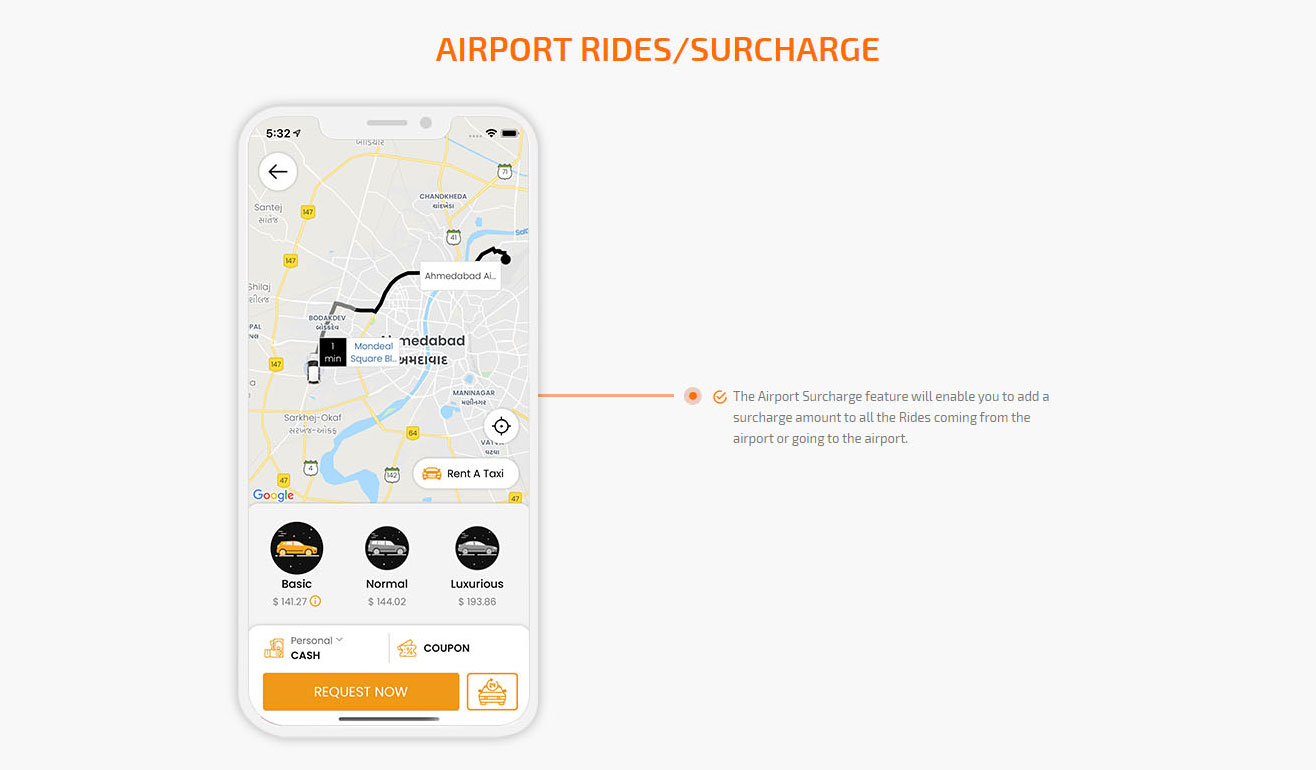 AIRPORT RIDES/SURCHARGE
5:32
71
CHANDKHEDA
ચાંદખેડા
Santej
સાંતેજ
147
41
147
Ahmedabad Ai...
Shilaj
શીલજ
BODAKDEV
બોડકદેવ
Ahmedabad
અમદાવાદ
1
min
Mondeal
Square Bl...
147
MANINAGAR
મણીનગર
Sarkhej-Okaf
સરખેજ-ઓકફ
64
VATVA
વટવા
4
142
Rent A Taxi
47
Google
47
The Airport Surcharge feature will enable you to add a
surcharge amount to all the Rides coming from the
airport or going to the airport.
Basic
Normal
Luxurious
$ 141.27
$ 144.02
$ 193.86
Personal
CASH
COUPON
REQUEST NOW